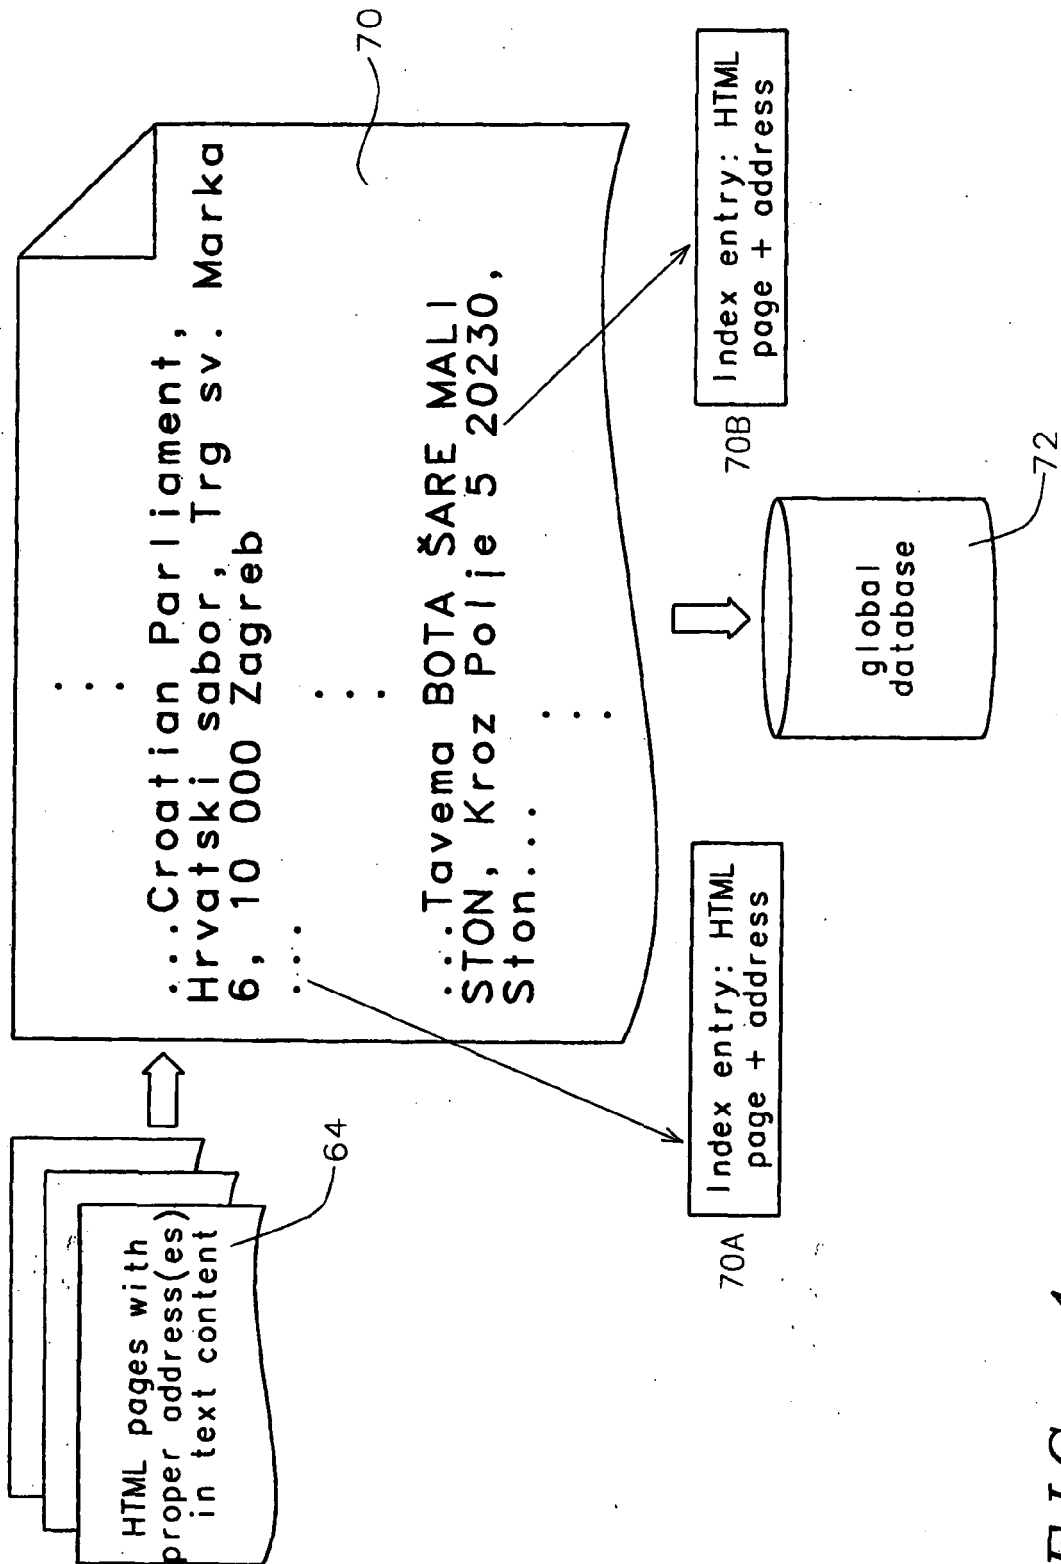 HTML pages with
proper address(es)
in text content
64
...
...Croatian Parliament,
Hrvatski sabor, Trg sv. Marka
6, 10 000 Zagreb
...
...
...Tavema BOTA ŠARE MALI
STON, Kroz Polje 5 20230,
Ston...
...
70
70A
Index entry: HTML
page + address
global
database
72
70B
Index entry: HTML
page + address
FIG.